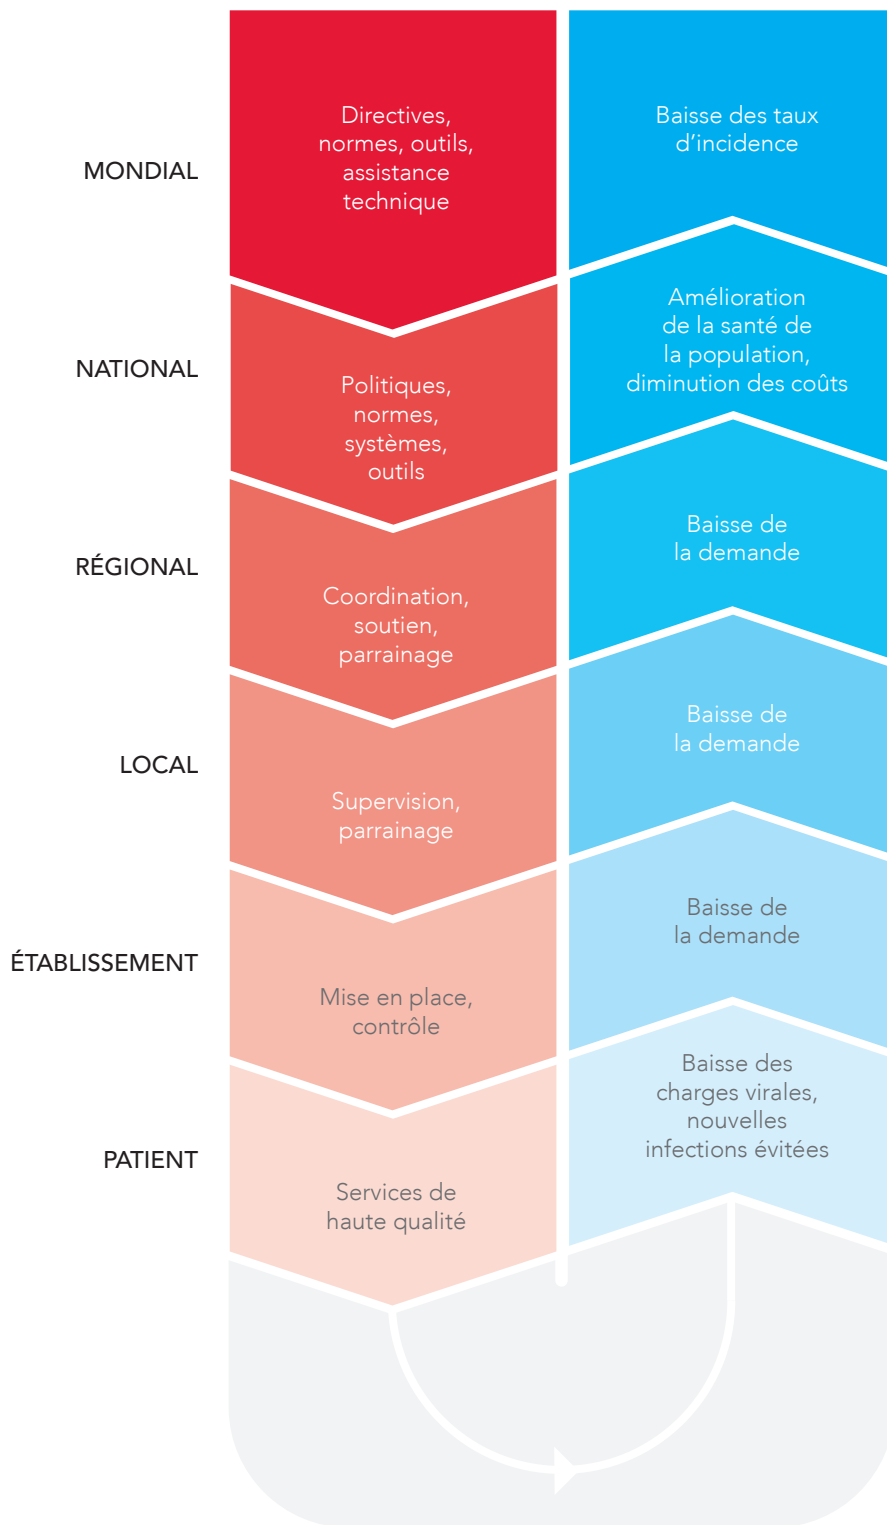 MONDIAL
Directives,
normes, outils,
assistance
technique
Baisse des taux
d’incidence
NATIONAL
Politiques,
normes,
systèmes,
outils
Amélioration
de la santé de
la population,
diminution des coûts
RÉGIONAL
Coordination,
soutien,
parrainage
Baisse de
la demande
LOCAL
Supervision,
parrainage
Baisse de
la demande
ÉTABLISSEMENT
Mise en place,
contrôle
Baisse de
la demande
PATIENT
Services de
haute qualité
Baisse des
charges virales,
nouvelles
infections évitées